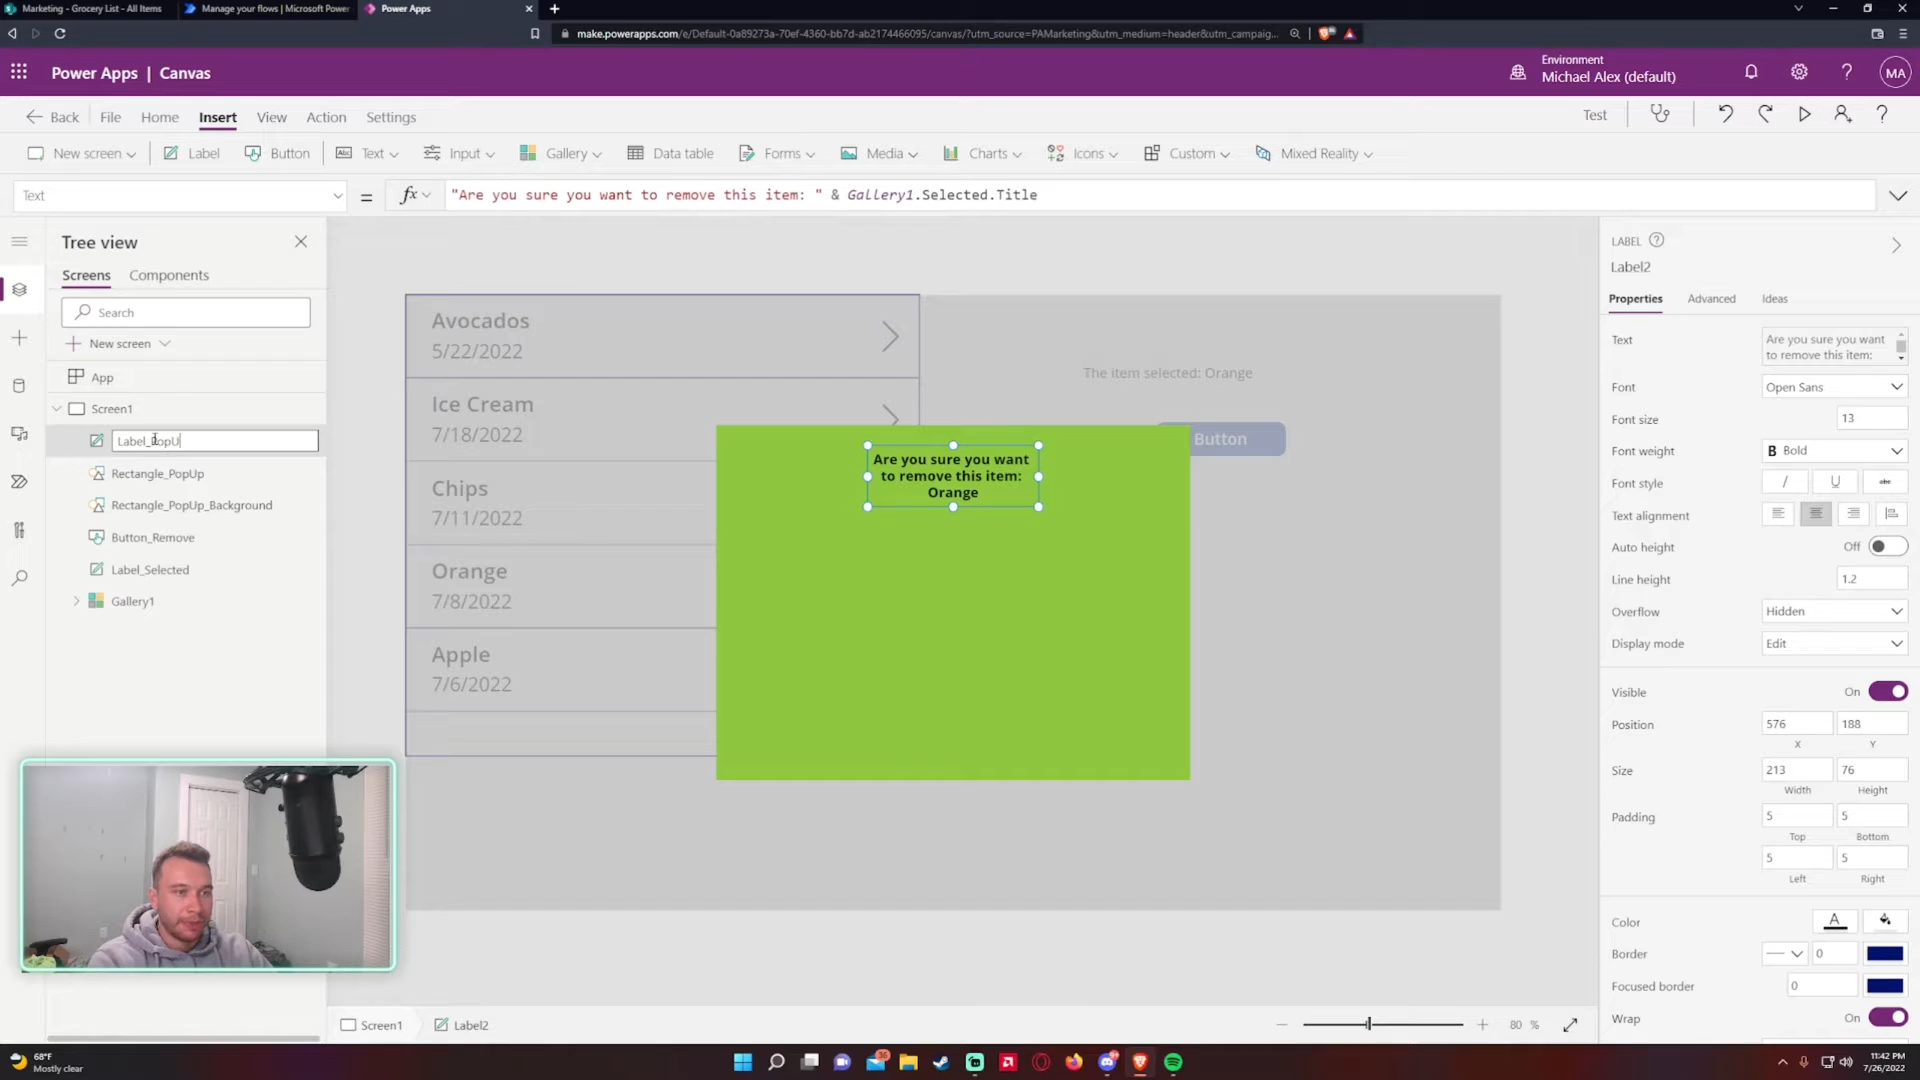 Marketing - Grocery List - All Items
Manage your flows | Microsoft Power
Power Apps
make.powerapps.com/e/Default-0a89273a-70ef-4360-bb7d-ab2174466095/canvas/?utm_source=PAMarketing&utm_medium=header&utm_campaig...
Power Apps | Canvas
Environment
Michael Alex (default)
MA
Back
File
Home
Insert
View
Action
Settings
Test
New screen
Label
Button
Text
Input
Gallery
Data table
Forms
Media
Charts
Icons
Custom
Mixed Reality
Text
=
fx
"Are you sure you want to remove this item: " & Gallery1.Selected.Title
Tree view
Screens
Components
Search
New screen
App
Screen1
Label_PopU
Rectangle_PopUp
Rectangle_PopUp_Background
Button_Remove
Label_Selected
Gallery1
Avocados
5/22/2022
Ice Cream
7/18/2022
Chips
7/11/2022
Orange
7/8/2022
Apple
7/6/2022
The item selected: Orange
Button
Are you sure you want
to remove this item:
Orange
LABEL
Label2
Properties
Advanced
Ideas
Text
Are you sure you want
to remove this item:
Font
Open Sans
Font size
13
Font weight
B Bold
Font style
/
U
abc
Text alignment
Auto height
Off
Line height
1.2
Overflow
Hidden
Display mode
Edit
Visible
On
Position
576
188
X
Y
Size
213
76
Width
Height
Padding
5
5
Top
Bottom
5
5
Left
Right
Color
A
Border
0
Focused border
0
Wrap
On
Screen1
Label2
80 %
68°F
Mostly clear
36
11:42 PM
7/26/2022